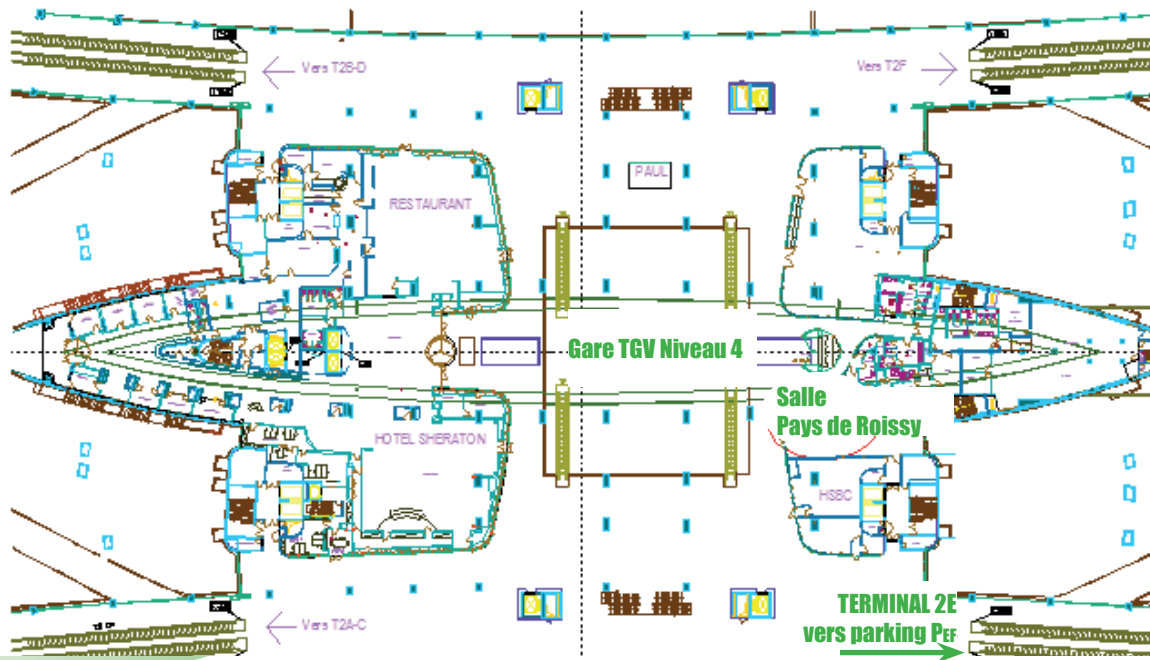 Vers T2B-D
Vers T2F
PAUL
RESTAURANT
Gare TGV Niveau 4
Salle
Pays de Roissy
HOTEL SHERATON
HSBC
TERMINAL 2E
vers parking PEF
Vers T2A-C